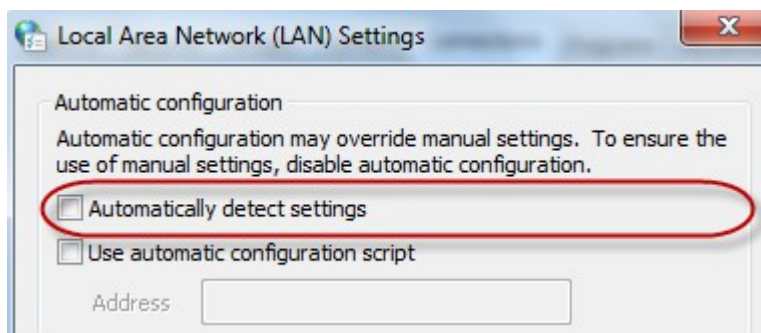 Local Area Network (LAN) Settings
Automatic configuration
Automatic configuration may override manual settings. To ensure the
use of manual settings, disable automatic configuration.
Automatically detect settings
Use automatic configuration script
Address